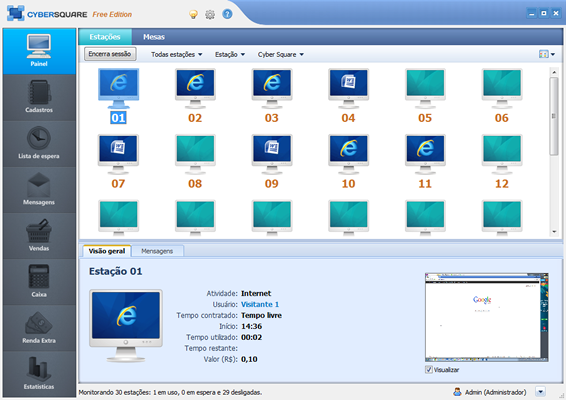 CYBERSQUARE Free Edition
Painel
Cadastros
Lista de espera
Mensagens
Vendas
Caixa
Renda Extra
Estatísticas
Estações Mesas
Encerra sessão Todas estações Estação Cyber Square
01 02 03 04 05 06
07 08 09 10 11 12
Visão geral Mensagens
Estação 01
Atividade: Internet
Usuário: Visitante 1
Tempo contratado: Tempo livre
Início: 14:36
Tempo utilizado: 00:02
Tempo restante:
Valor (R$): 0,10
Google
Visualizar
Monitorando 30 estações: 1 em uso, 0 em espera e 29 desligadas. Admin (Administrador)